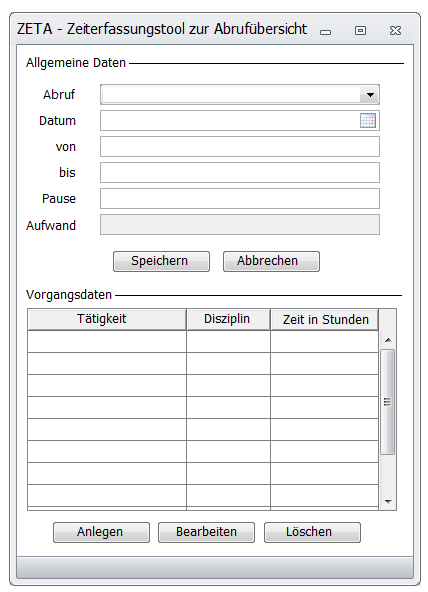 ZETA - Zeiterfassungstool zur Abrufübersicht
Allgemeine Daten
Abruf
Datum
von
bis
Pause
Aufwand
Speichern Abbrechen
Vorgangsdaten
Tätigkeit Disziplin Zeit in Stunden
Anlegen Bearbeiten Löschen